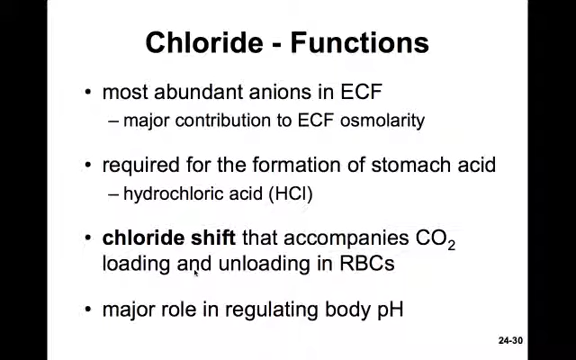 Chloride - Functions
• most abundant anions in ECF
– major contribution to ECF osmolarity
• required for the formation of stomach acid
– hydrochloric acid (HCl)
• chloride shift that accompanies CO₂
loading and unloading in RBCs
• major role in regulating body pH
24-30